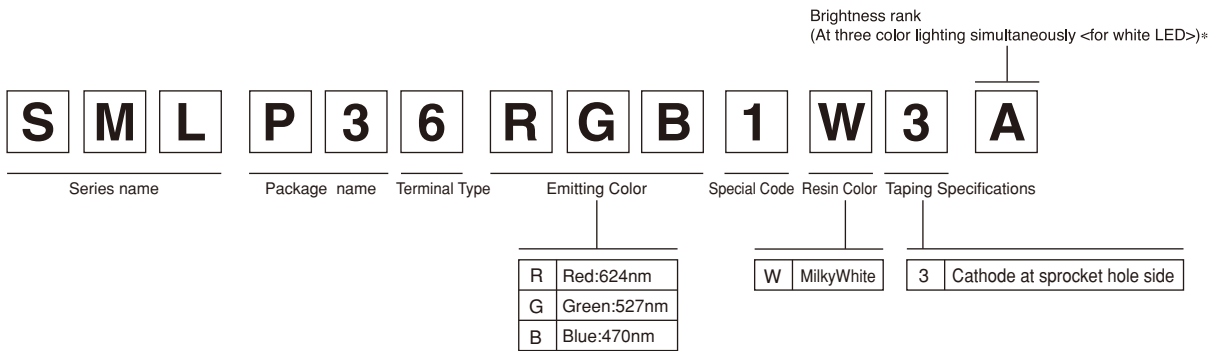 Brightness rank
(At three color lighting simultaneously <for white LED>)*
S M L P 3 6 R G B 1 W 3 A
Series name Package name Terminal Type Emitting Color Special Code Resin Color Taping Specifications
R Red:624nm
G Green:527nm
B Blue:470nm
W MilkyWhite
3 Cathode at sprocket hole side